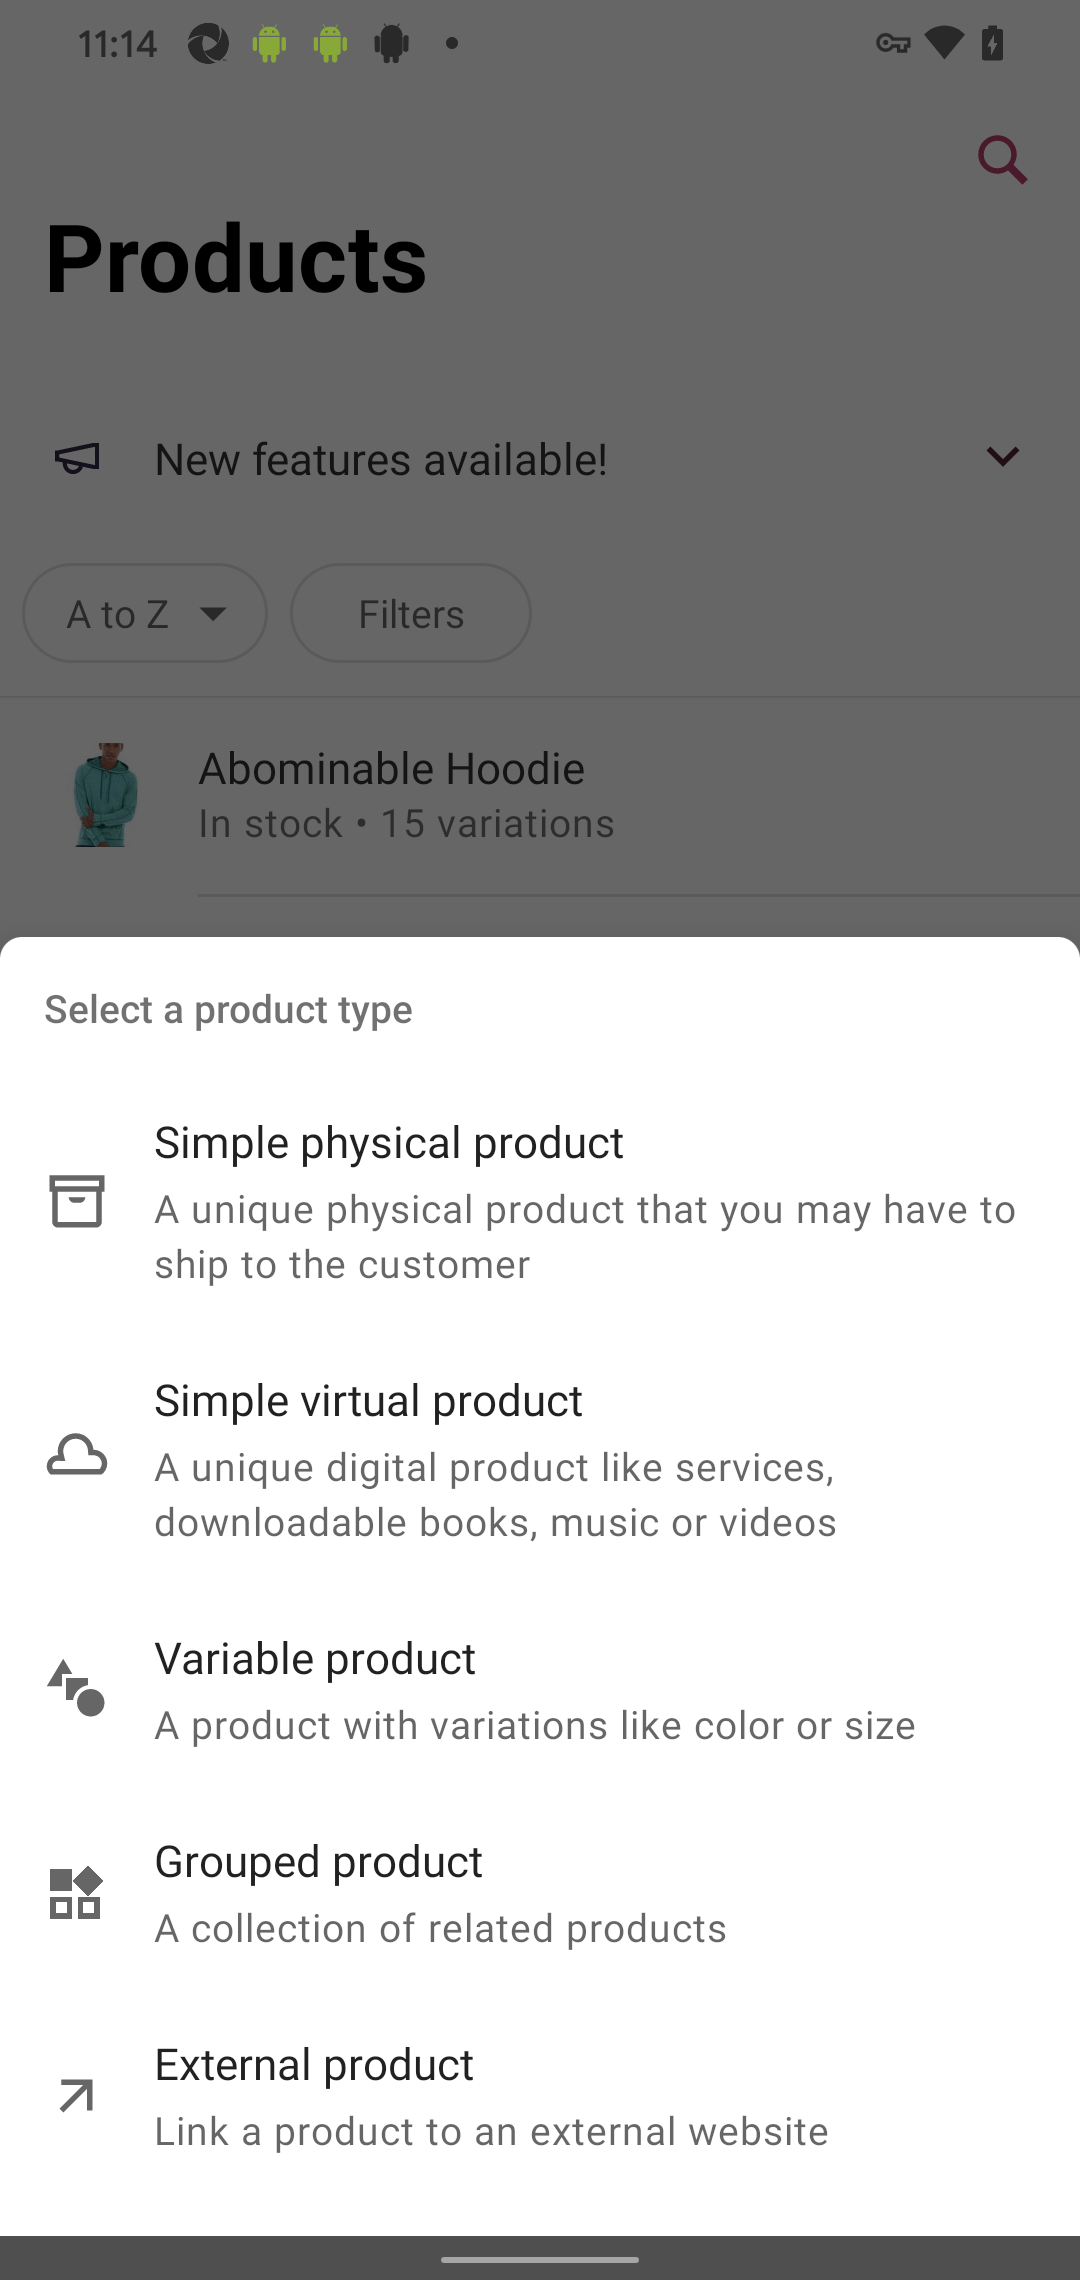 11:14
Products
New features available!
A to Z
Filters
Abominable Hoodie
In stock • 15 variations
Select a product type
Simple physical product
A unique physical product that you may have to
ship to the customer
Simple virtual product
A unique digital product like services,
downloadable books, music or videos
Variable product
A product with variations like color or size
Grouped product
A collection of related products
External product
Link a product to an external website